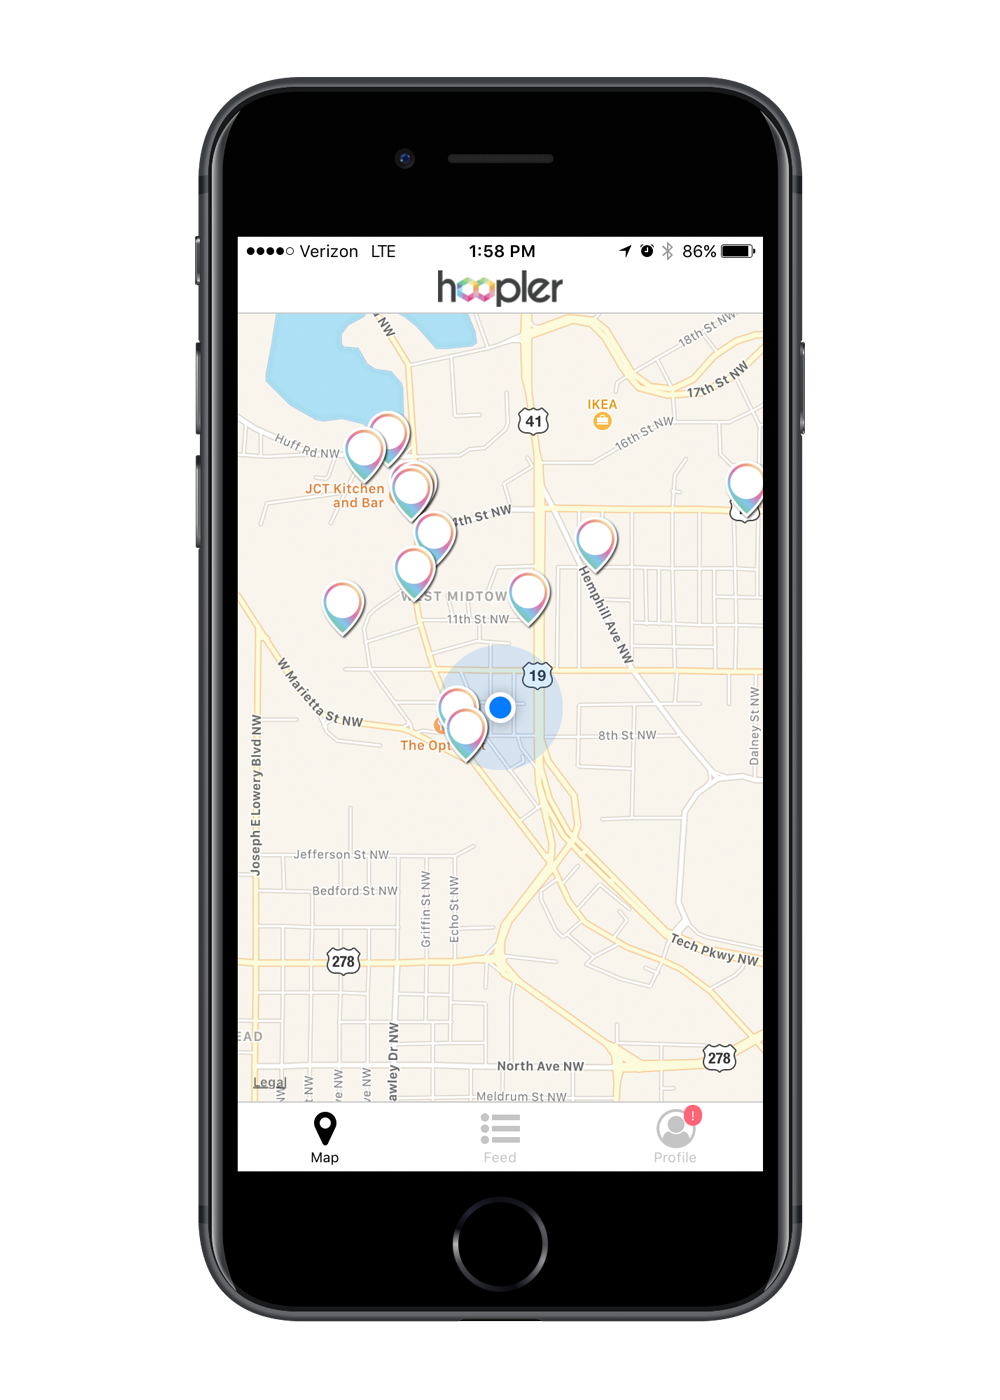 Verizon LTE 1:58 PM 86%
hoopler
NW
18th St NW
17th St NW
IKEA
41
16th St NW
Huff Rd NW
JCT Kitchen
and Bar
4th St NW
Hemphill Ave NW
WEST MIDTOW
11th St NW
19
W Marietta St NW
The Opt
8th St NW
Dalney St NW
Joseph E Lowery Blvd NW
Jefferson St NW
Bedford St NW
Griffin St NW
Echo St NW
Tech Pkwy NW
278
EAD
awley Dr NW
278
North Ave NW
Legal
NW
St NW
ve NW
ve NW
Meldrum St NW
!
Map
Feed
Profile